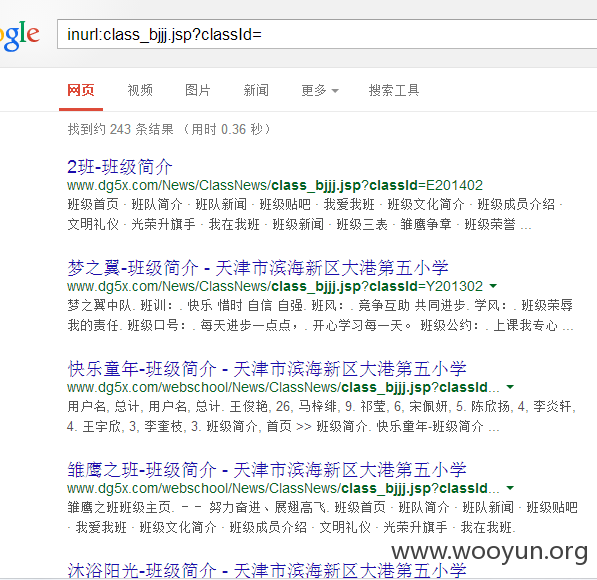 ogle
inurl:class_bjjj.jsp?classId=
网页 视频 图片 新闻 更多 搜索工具
找到约 243 条结果 （用时 0.36 秒）
2班-班级简介
www.dg5x.com/News/ClassNews/class_bjjj.jsp?classId=E201402
班级首页 · 班队简介 · 班队新闻 · 班级贴吧 · 我爱我班 · 班级文化简介 · 班级成员介绍 ·
文明礼仪 · 光荣升旗手 · 我在我班 · 班级新闻 · 班级三表 · 雏鹰争章 · 班级荣誉 ...
梦之翼-班级简介 - 天津市滨海新区大港第五小学
www.dg5x.com/News/ClassNews/class_bjjj.jsp?classId=Y201302
梦之翼中队. 班训：. 快乐 惜时 自信 自强. 班风：. 竞争互助 共同进步. 学风：. 班级荣辱
我的责任. 班级口号：. 每天进步一点点，. 开心学习每一天。 班级公约：. 上课我专心 ...
快乐童年-班级简介 - 天津市滨海新区大港第五小学
www.dg5x.com/webschool/News/ClassNews/class_bjjj.jsp?classId...
用户名, 总计, 用户名, 总计. 王俊艳, 26, 马梓绯, 9. 祁莹, 6, 宋佩妍, 5. 陈欣扬, 4, 李炎轩,
4. 王宇欣, 3, 李奎枝, 3. 班级简介, 首页 >> 班级简介. 快乐童年-班级简介 ...
雏鹰之班-班级简介 - 天津市滨海新区大港第五小学
www.dg5x.com/webschool/News/ClassNews/class_bjjj.jsp?classId...
雏鹰之班班级主页. －－ 努力奋进、展翅高飞. 班级首页 · 班队简介 · 班队新闻 · 班级贴吧
· 我爱我班 · 班级文化简介 · 班级成员介绍 · 文明礼仪 · 光荣升旗手 · 我在我班.
www.wooyun.org
沐浴阳光-班级简介 - 天津市滨海新区大港第五小学